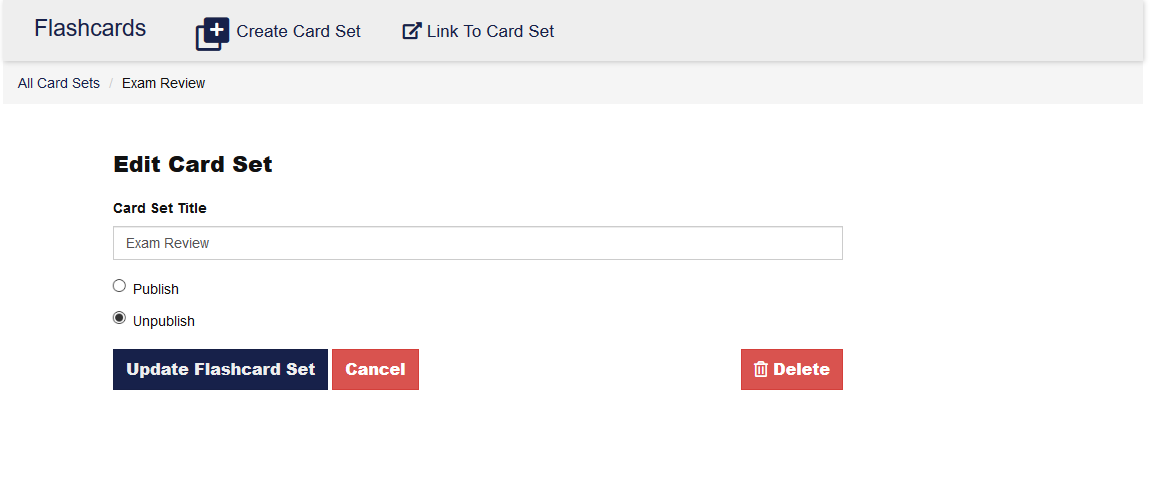 Flashcards Create Card Set Link To Card Set
All Card Sets / Exam Review
Edit Card Set
Card Set Title
Exam Review
Publish
Unpublish
Update Flashcard Set Cancel Delete